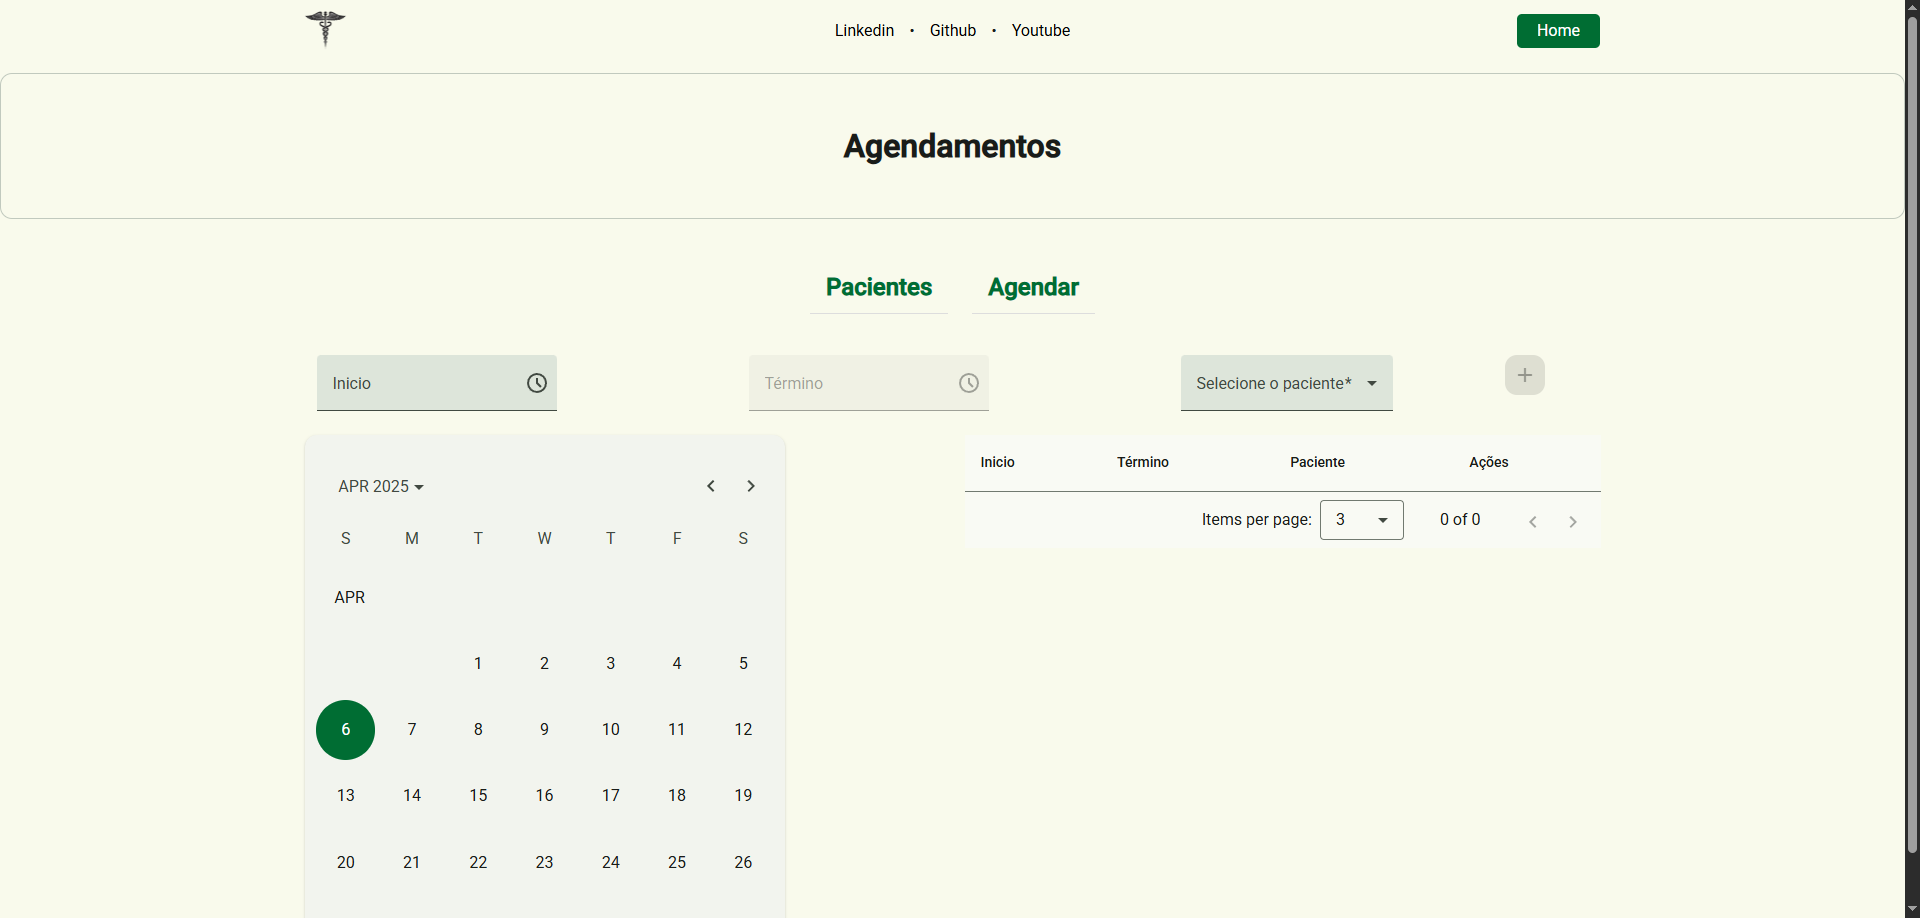 Linkedin • Github • Youtube
Home
Agendamentos
Pacientes Agendar
Inicio Término Selecione o paciente* +
APR 2025
S M T W T F S
APR
1 2 3 4 5
6 7 8 9 10 11 12
13 14 15 16 17 18 19
20 21 22 23 24 25 26
Inicio Término Paciente Ações
Items per page: 3 0 of 0